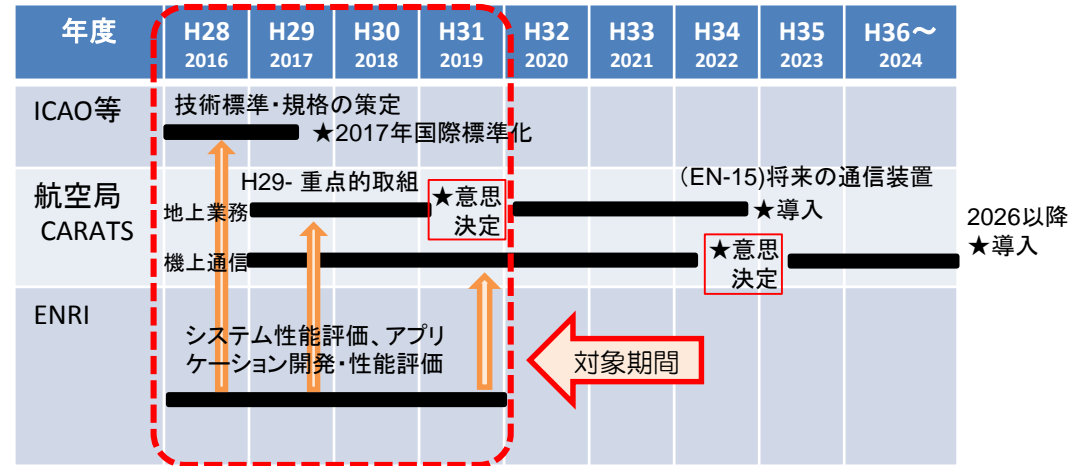 年度 H28 H29 H30 H31 H32 H33 H34 H35 H36～
2016 2017 2018 2019 2020 2021 2022 2023 2024
ICAO等
技術標準・規格の策定
★2017年国際標準化
航空局
CARATS
H29- 重点的取組
(EN-15)将来の通信装置
地上業務
★意思
決定
★導入
機上通信
★意思
決定
2026以降
★導入
ENRI
システム性能評価、アプリ
ケーション開発・性能評価
対象期間